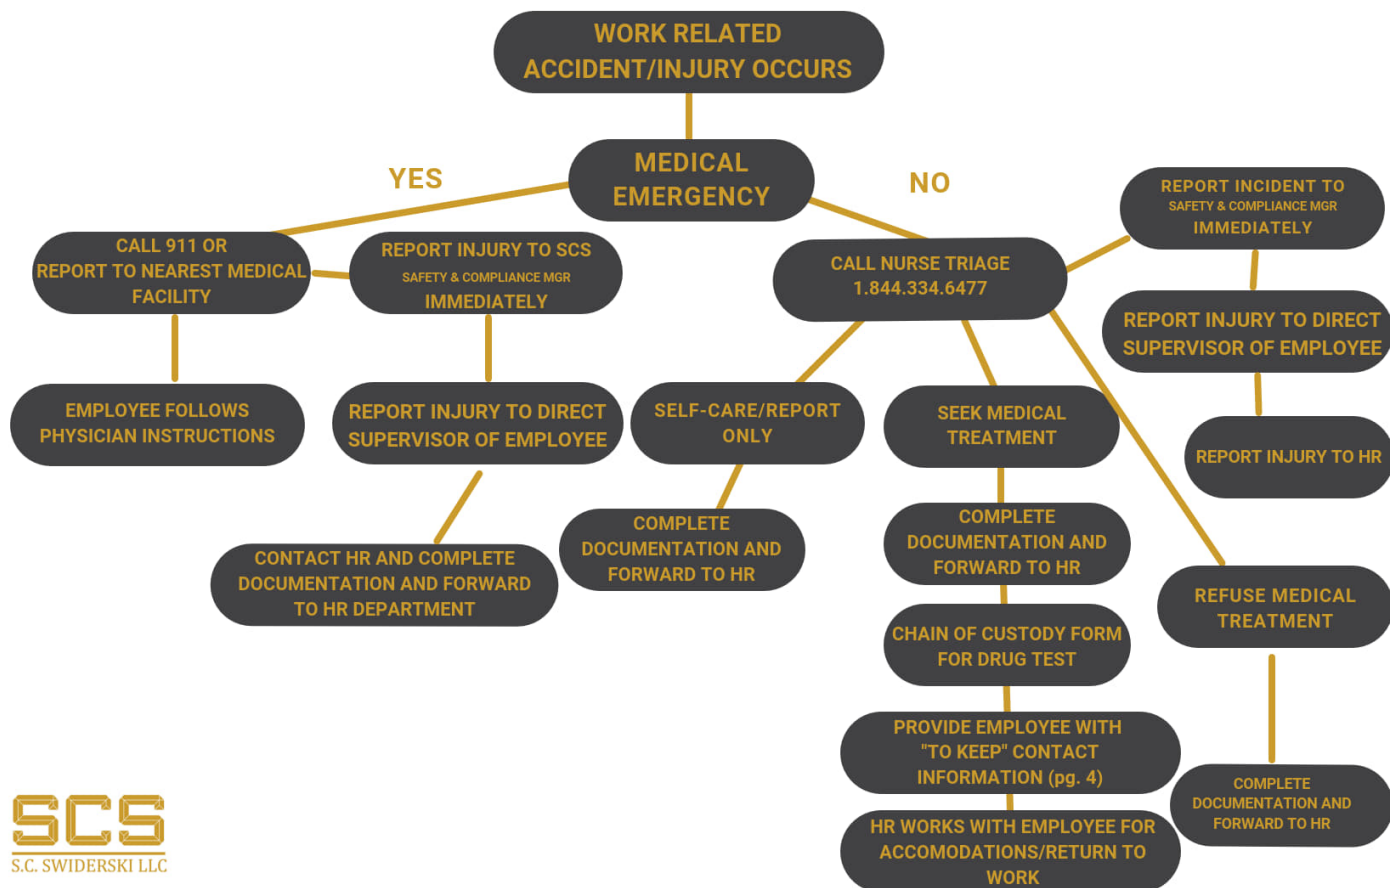 WORK RELATED
ACCIDENT/INJURY OCCURS
MEDICAL
EMERGENCY
YES
NO
CALL 911 OR
REPORT TO NEAREST MEDICAL
FACILITY
REPORT INJURY TO SCS
SAFETY & COMPLIANCE MGR
IMMEDIATELY
CALL NURSE TRIAGE
1.844.334.6477
REPORT INCIDENT TO
SAFETY & COMPLIANCE MGR
IMMEDIATELY
EMPLOYEE FOLLOWS
PHYSICIAN INSTRUCTIONS
REPORT INJURY TO DIRECT
SUPERVISOR OF EMPLOYEE
SELF-CARE/REPORT
ONLY
SEEK MEDICAL
TREATMENT
REPORT INJURY TO DIRECT
SUPERVISOR OF EMPLOYEE
REPORT INJURY TO HR
CONTACT HR AND COMPLETE
DOCUMENTATION AND FORWARD
TO HR DEPARTMENT
COMPLETE
DOCUMENTATION AND
FORWARD TO HR
COMPLETE
DOCUMENTATION AND
FORWARD TO HR
REFUSE MEDICAL
TREATMENT
CHAIN OF CUSTODY FORM
FOR DRUG TEST
PROVIDE EMPLOYEE WITH
"TO KEEP" CONTACT
INFORMATION (pg. 4)
COMPLETE
DOCUMENTATION AND
FORWARD TO HR
HR WORKS WITH EMPLOYEE FOR
ACCOMODATIONS/RETURN TO
WORK
SCS
S.C. SWIDERSKI LLC